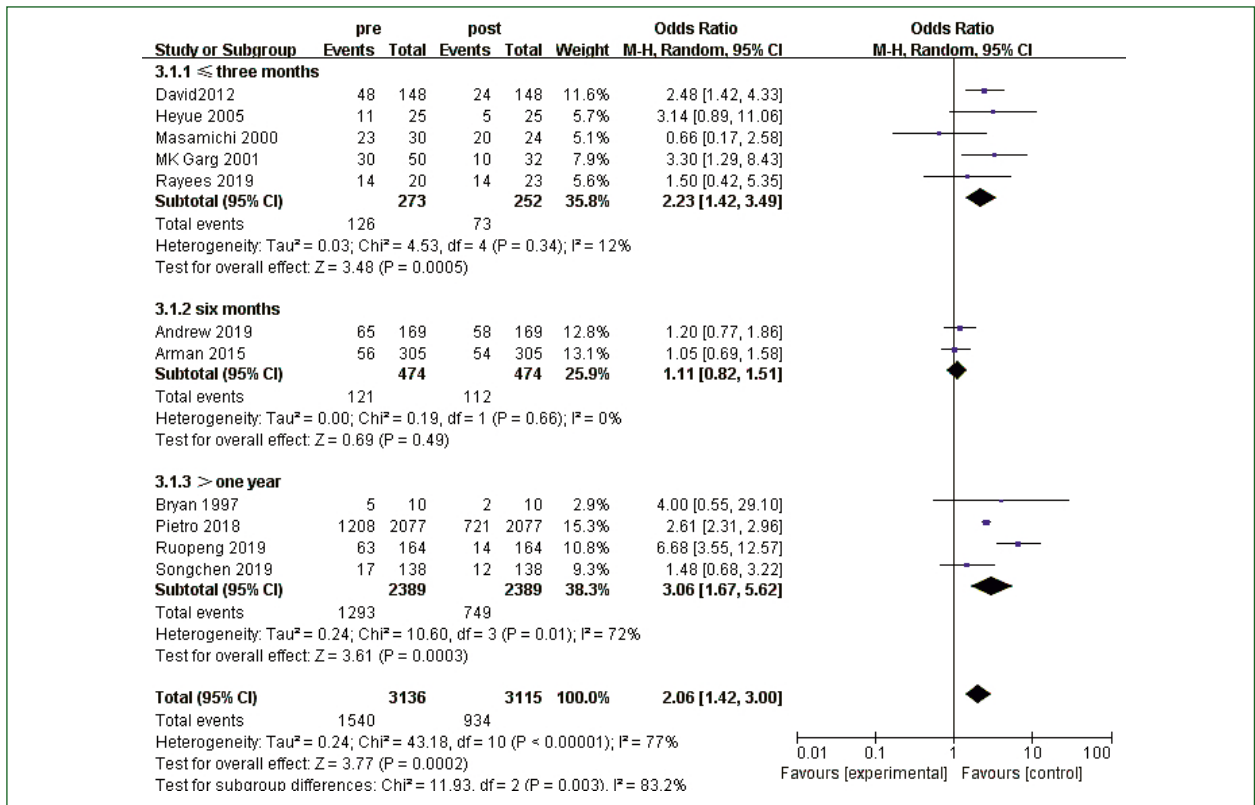 pre post Odds Ratio Odds Ratio
Study or Subgroup Events Total Events Total Weight M-H, Random, 95% CI M-H, Random, 95% CI
3.1.1 ≤ three months
David2012 48 148 24 148 11.6% 2.48 [1.42, 4.33]
Heyue 2005 11 25 5 25 5.7% 3.14 [0.89, 11.06]
Masamichi 2000 23 30 20 24 5.1% 0.66 [0.17, 2.58]
MK Garg 2001 30 50 10 32 7.9% 3.30 [1.29, 8.43]
Rayees 2019 14 20 14 23 5.6% 1.50 [0.42, 5.35]
Subtotal (95% CI) 273 252 35.8% 2.23 [1.42, 3.49]
Total events 126 73
Heterogeneity: Tau² = 0.03; Chi² = 4.53, df = 4 (P = 0.34); I² = 12%
Test for overall effect: Z = 3.48 (P = 0.0005)
3.1.2 six months
Andrew 2019 65 169 58 169 12.8% 1.20 [0.77, 1.86]
Arman 2015 56 305 54 305 13.1% 1.05 [0.69, 1.58]
Subtotal (95% CI) 474 474 25.9% 1.11 [0.82, 1.51]
Total events 121 112
Heterogeneity: Tau² = 0.00; Chi² = 0.19, df = 1 (P = 0.66); I² = 0%
Test for overall effect: Z = 0.69 (P = 0.49)
3.1.3 > one year
Bryan 1997 5 10 2 10 2.9% 4.00 [0.55, 29.10]
Pietro 2018 1208 2077 721 2077 15.3% 2.61 [2.31, 2.96]
Ruopeng 2019 63 164 14 164 10.8% 6.68 [3.55, 12.57]
Songchen 2019 17 138 12 138 9.3% 1.48 [0.68, 3.22]
Subtotal (95% CI) 2389 2389 38.3% 3.06 [1.67, 5.62]
Total events 1293 749
Heterogeneity: Tau² = 0.24; Chi² = 10.60, df = 3 (P = 0.01); I² = 72%
Test for overall effect: Z = 3.61 (P = 0.0003)
Total (95% CI) 3136 3115 100.0% 2.06 [1.42, 3.00]
Total events 1540 934
Heterogeneity: Tau² = 0.24; Chi² = 43.18, df = 10 (P < 0.00001); I² = 77%
Test for overall effect: Z = 3.77 (P = 0.0002)
Test for subgroup differences: Chi² = 11.93. df = 2 (P = 0.003). I² = 83.2%
0.01 0.1 1 10 100
Favours [experimental] Favours [control]